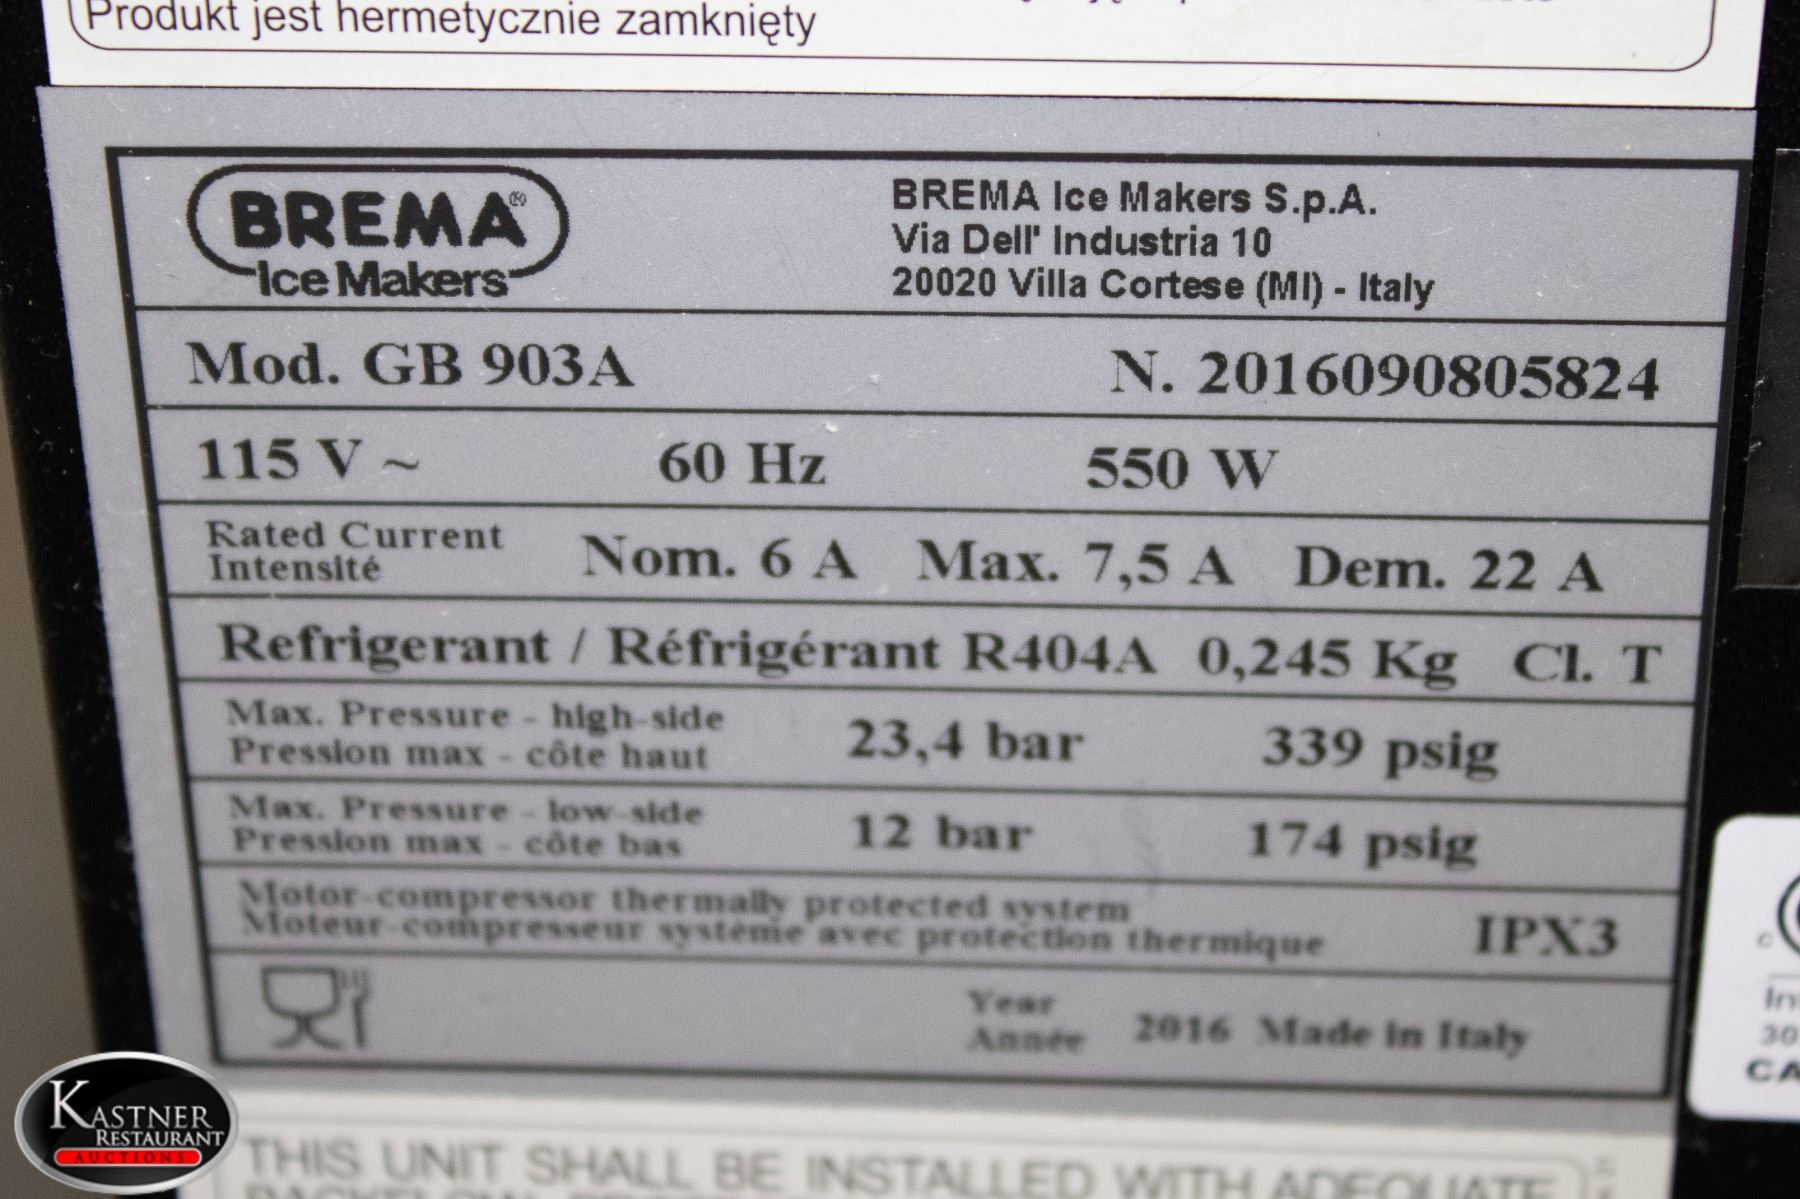 Produkt jest hermetycznie zamknięty
BREMA®
Ice Makers
BREMA Ice Makers S.p.A.
Via Dell' Industria 10
20020 Villa Cortese (MI) - Italy
Mod. GB 903A N. 2016090805824
115 V ~ 60 Hz 550 W
Rated Current
Intensité
Nom. 6 A Max. 7,5 A Dem. 22 A
Refrigerant / Réfrigérant R404A 0,245 Kg Cl. T
Max. Pressure - high-side
Pression max - côte haut
23,4 bar 339 psig
Max. Pressure - low-side
Pression max - côte bas
12 bar 174 psig
Motor-compressor thermally protected system
Moteur-compresseur système avec protection thermique
IPX3
Year
Année
2016 Made in Italy
THIS UNIT SHALL BE INSTALLED WITH ADEQUATE
KASTNER
RESTAURANT
AUCTIONS